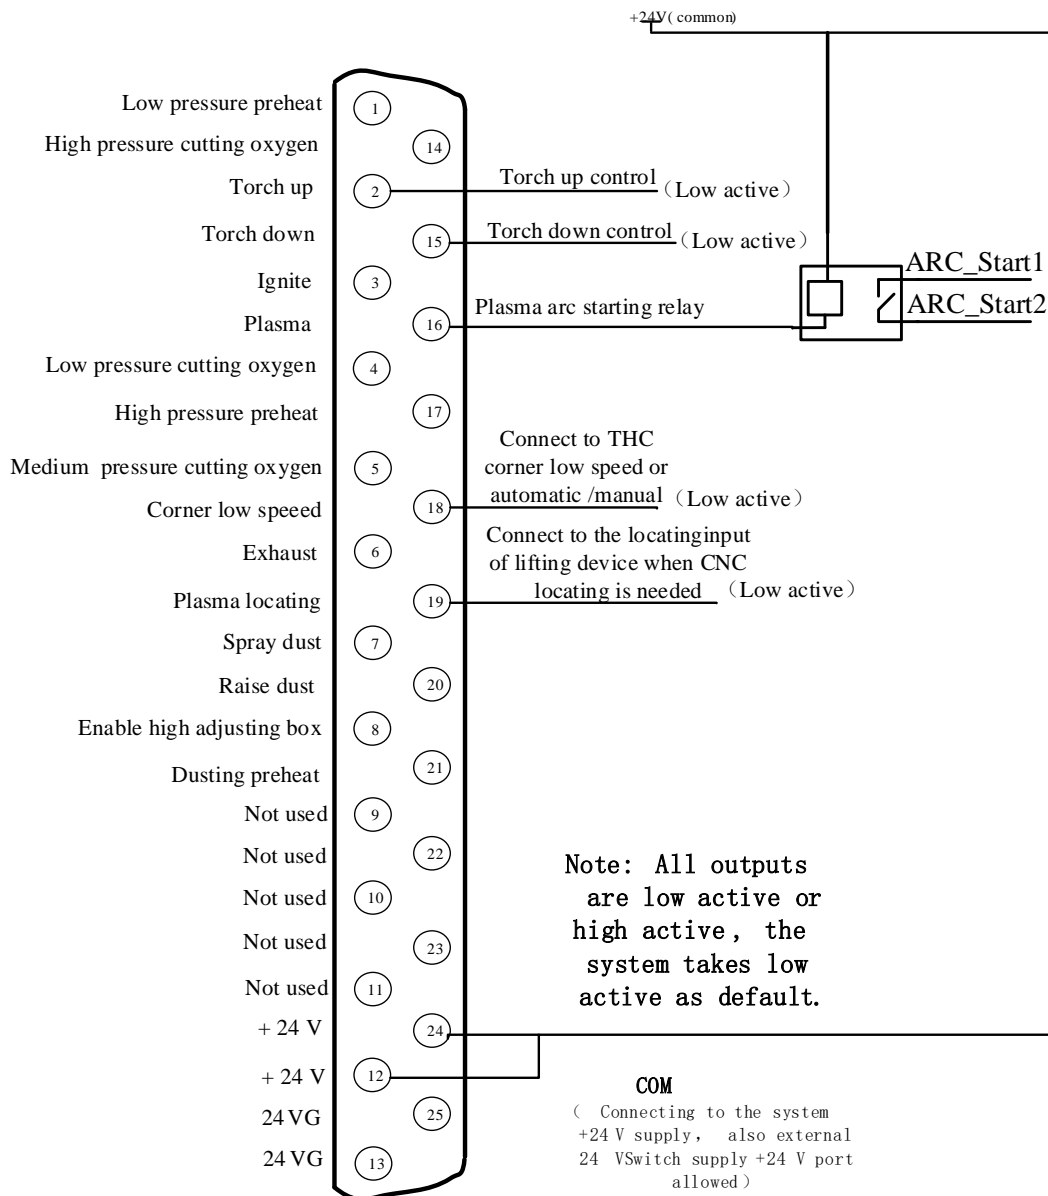 +24V( common)
Low pressure preheat
1
High pressure cutting oxygen
14
Torch up
2
Torch up control
（Low active）
Torch down
15
Torch down control
（Low active）
Ignite
3
ARC_Start1
ARC_Start2
Plasma
16
Plasma arc starting relay
Low pressure cutting oxygen
4
High pressure preheat
17
Medium pressure cutting oxygen
5
Connect to THC
corner low speed or
automatic /manual （Low active）
Corner low speeed
18
Exhaust
6
Connect to the locatinginput
of lifting device when CNC
locating is needed （Low active）
Plasma locating
19
Spray dust
7
Raise dust
20
Enable high adjusting box
8
Dusting preheat
21
Not used
9
Not used
22
Not used
10
Not used
23
Not used
11
Note: All outputs
are low active or
high active, the
system takes low
active as default.
+ 24 V
24
+ 24 V
12
24 VG
25
24 VG
13
COM
（ Connecting to the system
+24 V supply, also external
24 VSwitch supply +24 V port
allowed）